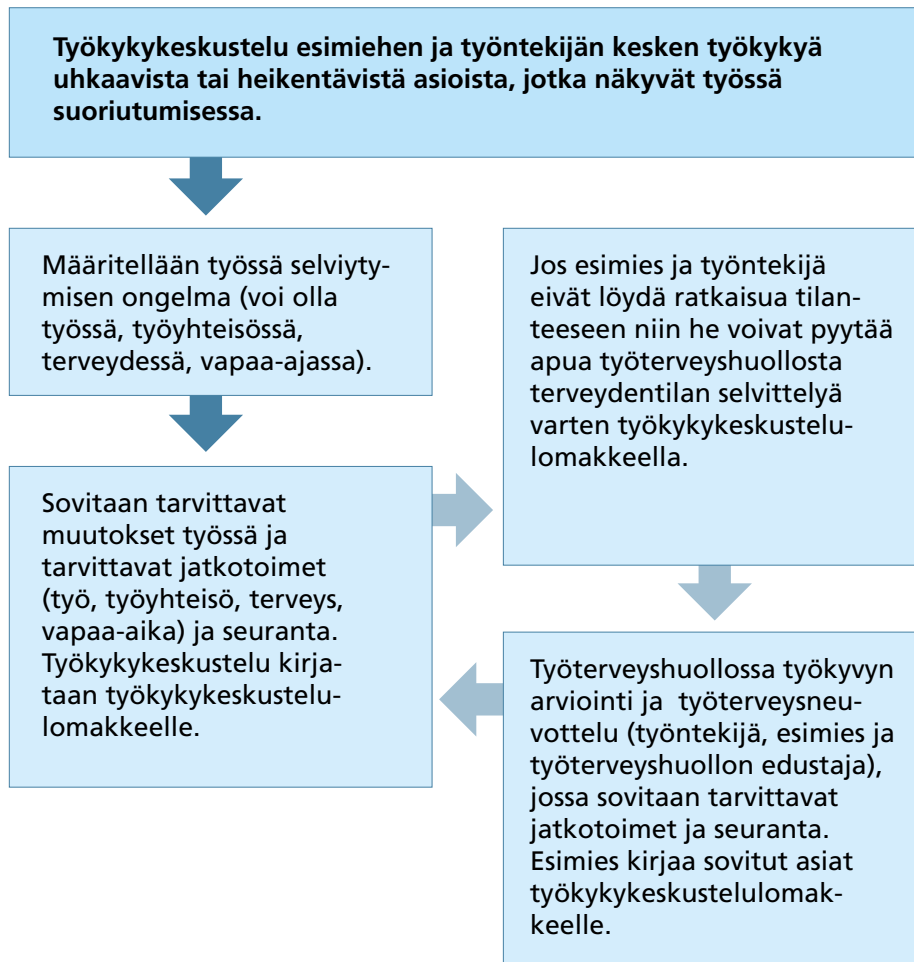 Työkykykeskustelu esimiehen ja työntekijän kesken työkykyä
uhkaavista tai heikentävistä asioista, jotka näkyvät työssä
suoriutumisessa.
Määritellään työssä selviyty-
misen ongelma (voi olla
työssä, työyhteisössä,
terveydessä, vapaa-ajassa).
Sovitaan tarvittavat
muutokset työssä ja
tarvittavat jatkotoimet
(työ, työyhteisö, terveys,
vapaa-aika) ja seuranta.
Työkykykeskustelu kirja-
taan työkykykeskustelu-
lomakkeelle.
Jos esimies ja työntekijä
eivät löydä ratkaisua tilan-
teeseen niin he voivat pyytää
apua työterveyshuollosta
terveydentilan selvittelyä
varten työkykykeskustelu-
lomakkeella.
Työterveyshuollossa työkyvyn
arviointi ja työterveysneu-
vottelu (työntekijä, esimies ja
työterveyshuollon edustaja),
jossa sovitaan tarvittavat
jatkotoimet ja seuranta.
Esimies kirjaa sovitut asiat
työkykykeskustelulomak-
keelle.